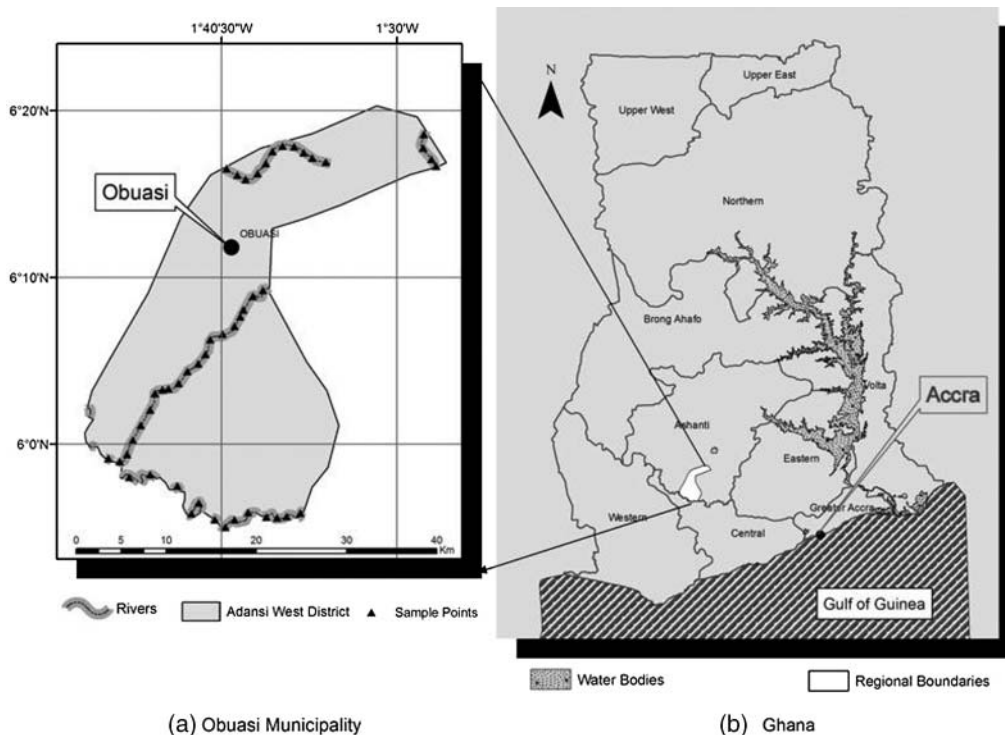 1°40'30"W
1°30"W
6°20'N
6°10'N
6°0'N
Obuasi
OBUASI
0 5 10 20 30 40
Km
Rivers
Adansi West District
Sample Points
(a) Obuasi Municipality
N
Upper East
Upper West
Northern
Brong Ahafo
Volta
Accra
Ashanti
Eastern
Greater Accra
Western
Central
Gulf of Guinea
Water Bodies
Regional Boundaries
(b) Ghana